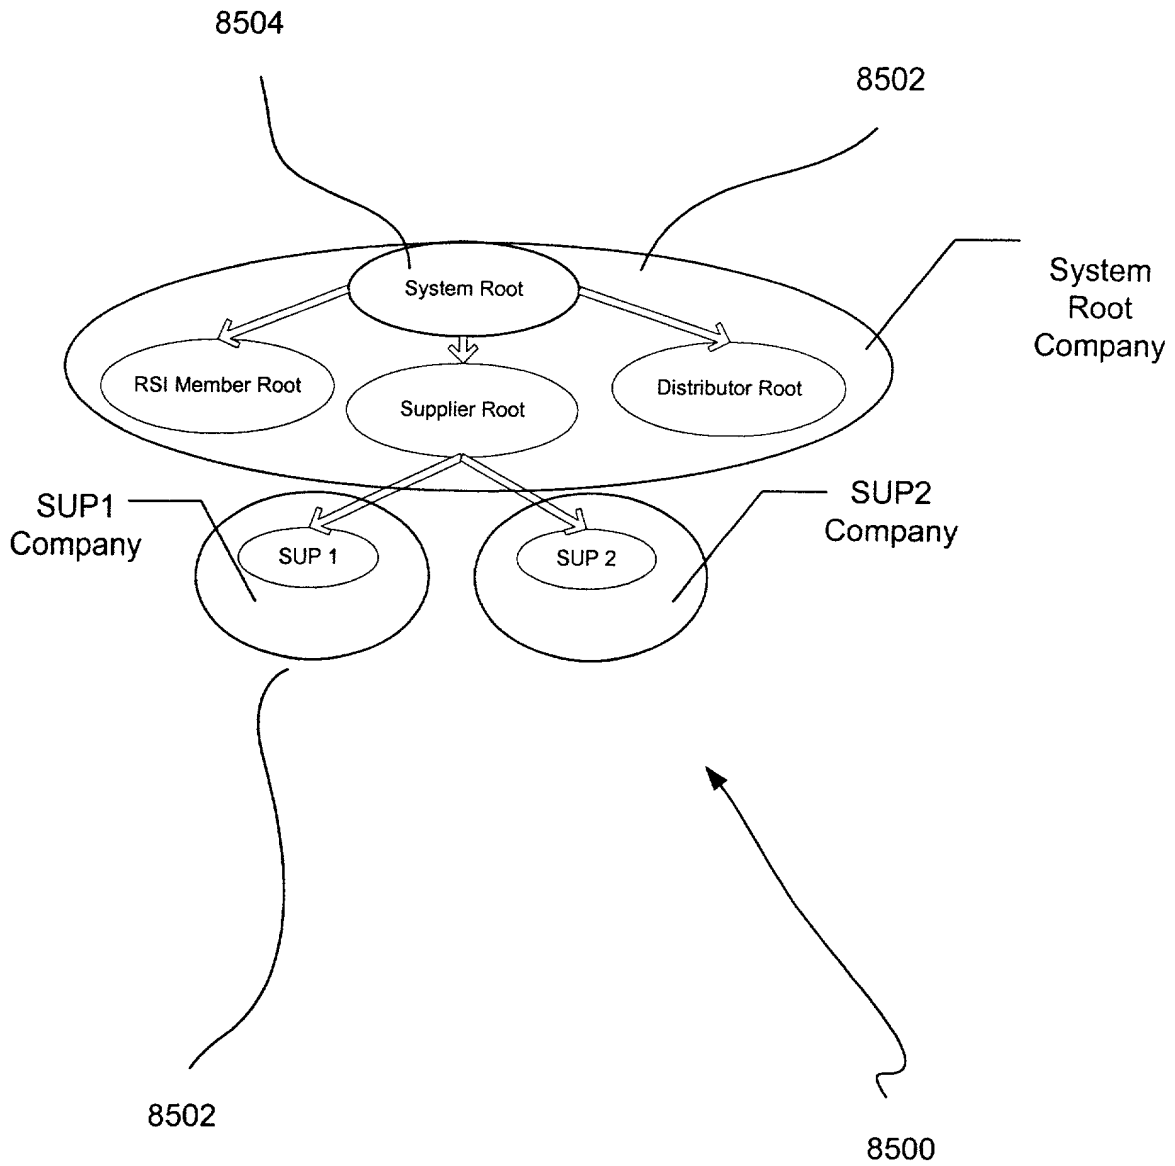 8504
8502
System Root
System
Root
Company
RSI Member Root
Supplier Root
Distributor Root
SUP1
Company
SUP2
Company
SUP 1
SUP 2
8502
8500